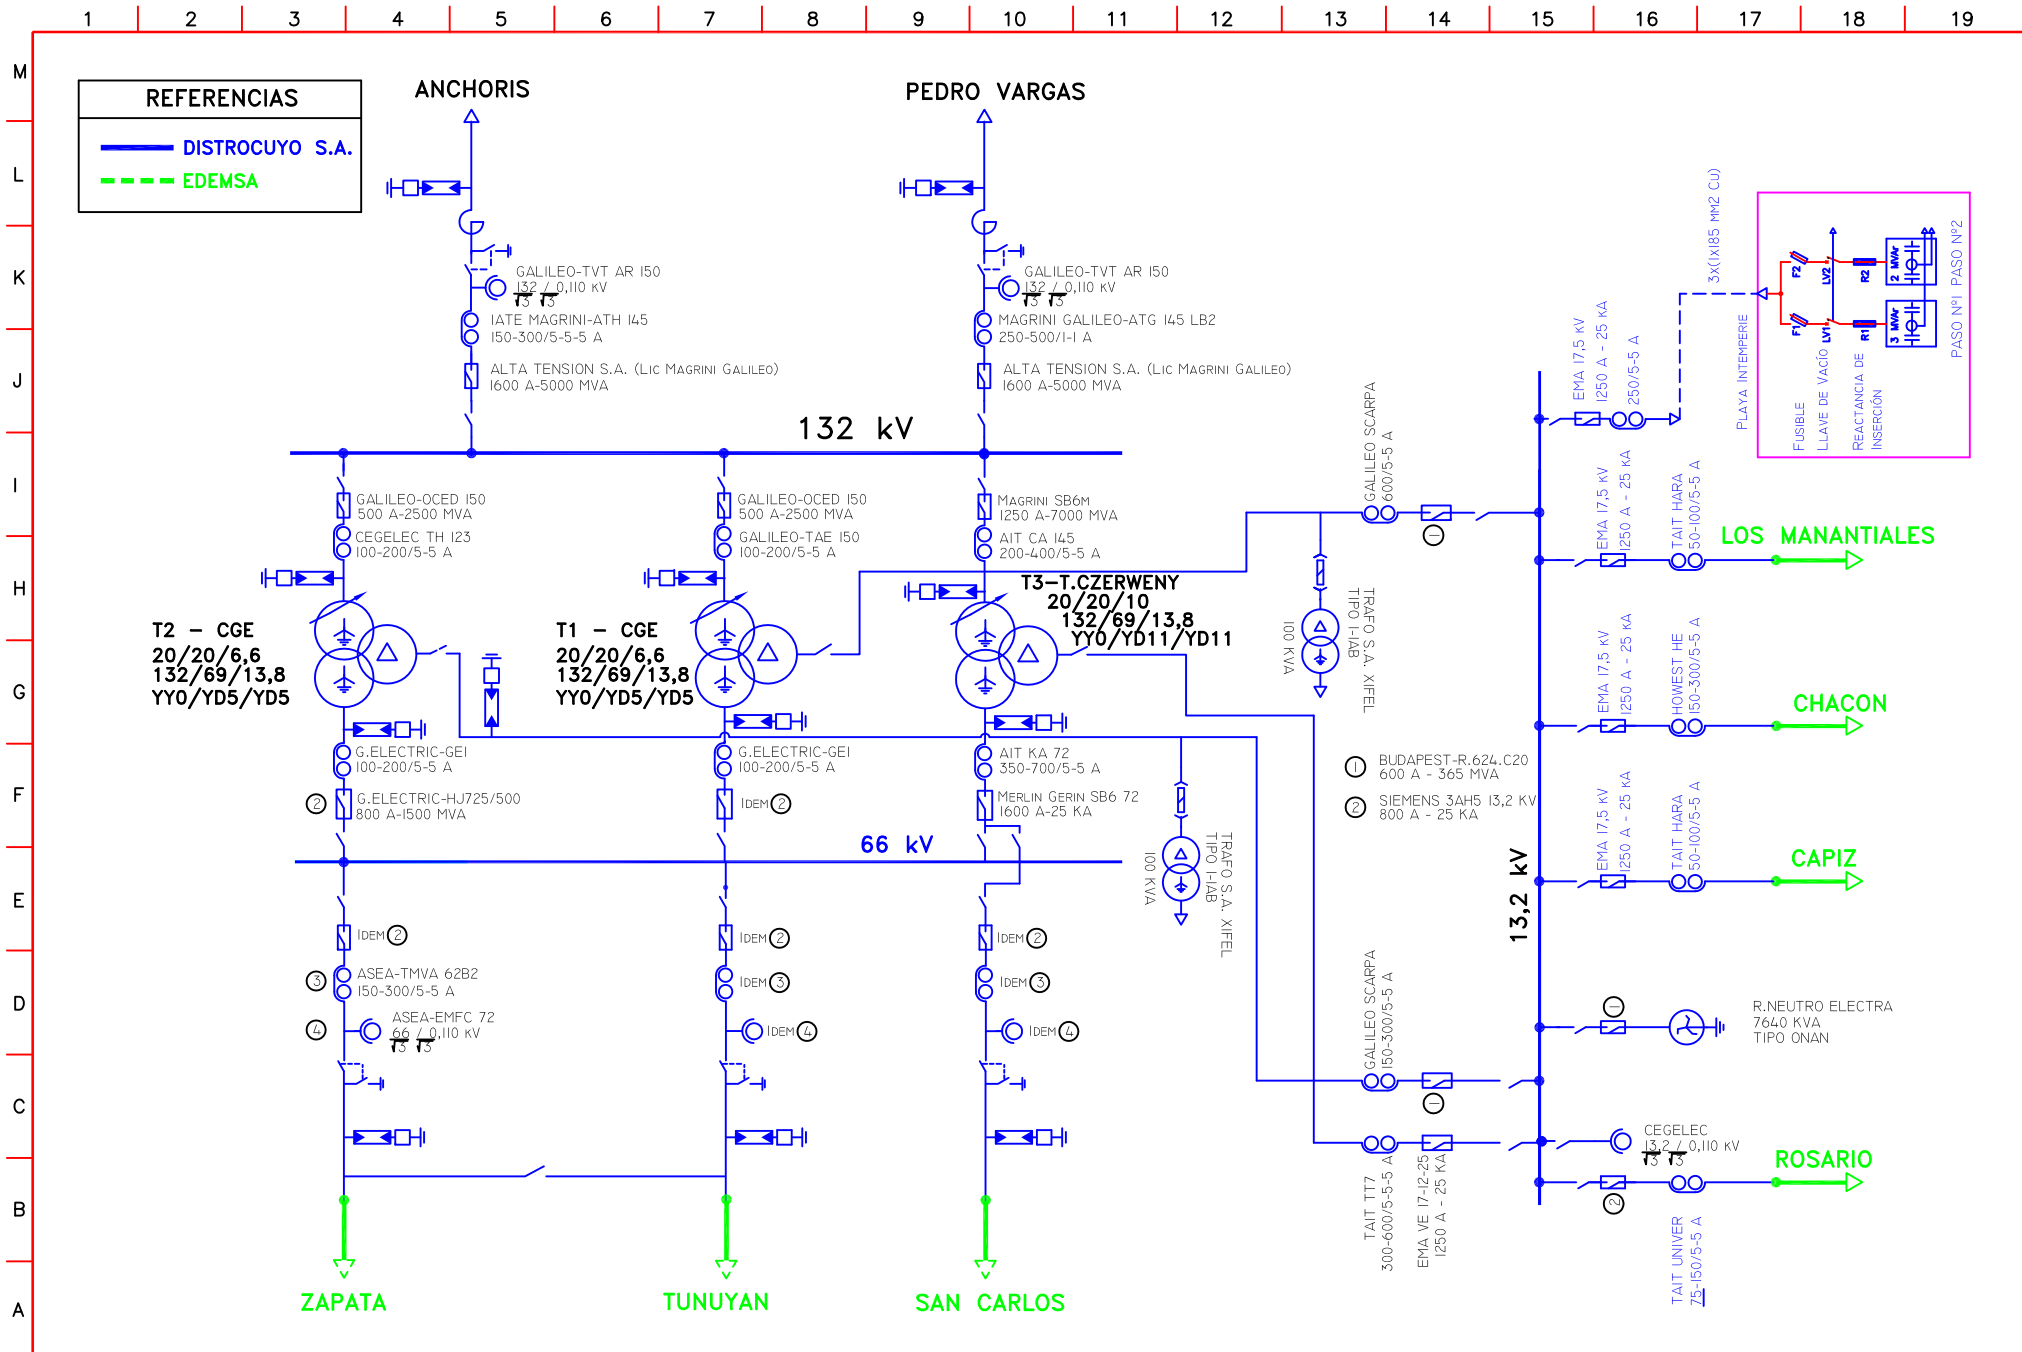 1 2 3 4 5 6 7 8 9 10 11 12 13 14 15 16 17 18 19
M
L
K
J
I
H
G
F
E
D
C
B
A
REFERENCIAS
DISTROCUYO S.A.
EDEMSA
ANCHORIS
PEDRO VARGAS
GALILEO-TVT AR 150
132 / 0,110 KV
√3 √3
IATE MAGRINI-ATH 145
150-300/5-5-5 A
ALTA TENSION S.A. (LIC MAGRINI GALILEO)
1600 A-5000 MVA
GALILEO-TVT AR 150
132 / 0,110 KV
√3 √3
MAGRINI GALILEO-ATG 145 LB2
250-500/1-1 A
ALTA TENSION S.A. (LIC MAGRINI GALILEO)
1600 A-5000 MVA
132 kV
GALILEO-OCED 150
500 A-2500 MVA
CEGELEC TH 123
100-200/5-5 A
GALILEO-OCED 150
500 A-2500 MVA
GALILEO-TAE 150
100-200/5-5 A
MAGRINI SB6M
1250 A-7000 MVA
AIT CA 145
200-400/5-5 A
T2 - CGE
20/20/6,6
132/69/13,8
YY0/YD5/YD5
T1 - CGE
20/20/6,6
132/69/13,8
YY0/YD5/YD5
T3-T.CZERWENY
20/20/10
132/69/13,8
YY0/YD11/YD11
G.ELECTRIC-GEI
100-200/5-5 A
2
G.ELECTRIC-HJ725/500
800 A-1500 MVA
G.ELECTRIC-GEI
100-200/5-5 A
IDEM 2
AIT KA 72
350-700/5-5 A
MERLIN GERIN SB6 72
1600 A-25 KA
66 kV
IDEM 2
IDEM 2
IDEM 2
3
ASEA-TMVA 62B2
150-300/5-5 A
IDEM 3
IDEM 3
4
ASEA-EMFC 72
66 / 0,110 KV
√3 √3
IDEM 4
IDEM 4
ZAPATA
TUNUYAN
SAN CARLOS
TRAFO S.A. XIFEL
TIPO I-IAB
100 KVA
TRAFO S.A. XIFEL
TIPO I-IAB
100 KVA
GALILEO SCARPA
600/5-5 A
1
1 BUDAPEST-R.624.C20
600 A - 365 MVA
2 SIEMENS 3AH5 13,2 KV
800 A - 25 KA
GALILEO SCARPA
150-300/5-5 A
1
TAIT TT7
300-600/5-5-5 A
EMA VE 17-12-25
1250 A - 25 KA
13,2 kV
EMA 17,5 KV
1250 A - 25 KA
250/5-5 A
3X(1X185 MM2 CU)
PLAYA INTEMPERIE
F2
LV2
R2
2 MVAr
F1
LV1
R1
3 MVAr
FUSIBLE
LLAVE DE VACÍO
REACTANCIA DE
INSERCIÓN
PASO Nº1 PASO Nº2
EMA 17,5 KV
1250 A - 25 KA
TAIT HARA
50-100/5-5 A
LOS MANANTIALES
EMA 17,5 KV
1250 A - 25 KA
HOWEST HE
150-300/5-5 A
CHACON
EMA 17,5 KV
1250 A - 25 KA
TAIT HARA
50-100/5-5 A
CAPIZ
1
R.NEUTRO ELECTRA
7640 KVA
TIPO ONAN
CEGELEC
13,2 / 0,110 KV
√3 √3
ROSARIO
2
TAIT UNIVER
75-150/5-5 A